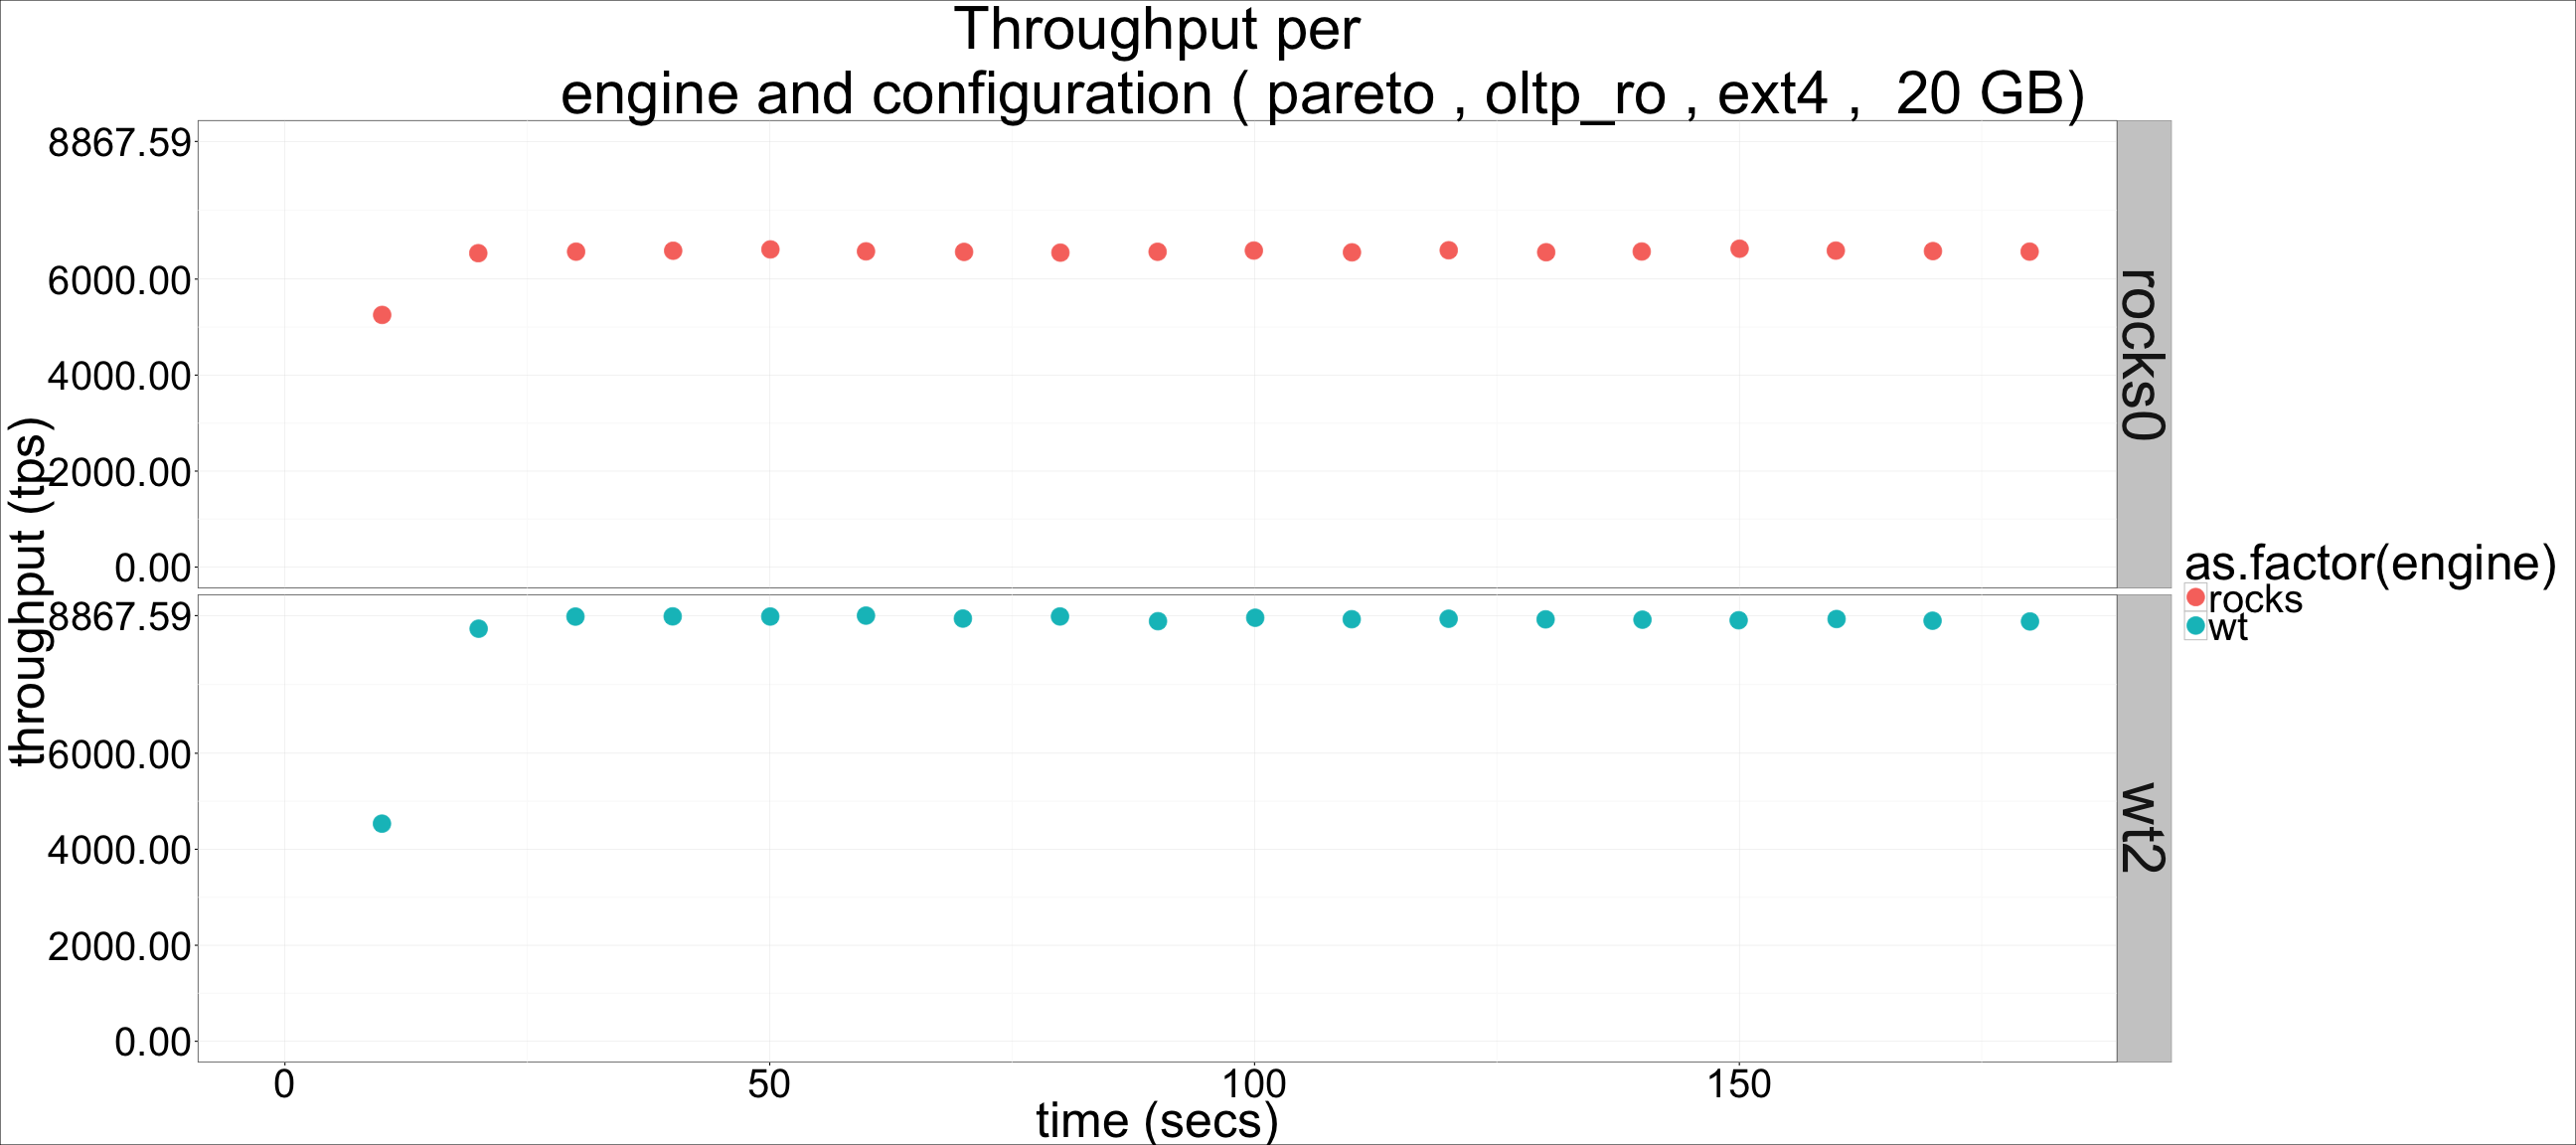 Throughput per
engine and configuration ( pareto , oltp_ro , ext4 ,  20 GB)
throughput (tps)
8867.59
6000.00
4000.00
2000.00
0.00
rocks0
8867.59
6000.00
4000.00
2000.00
0.00
wt2
0
50
100
150
time (secs)
as.factor(engine)
rocks
wt